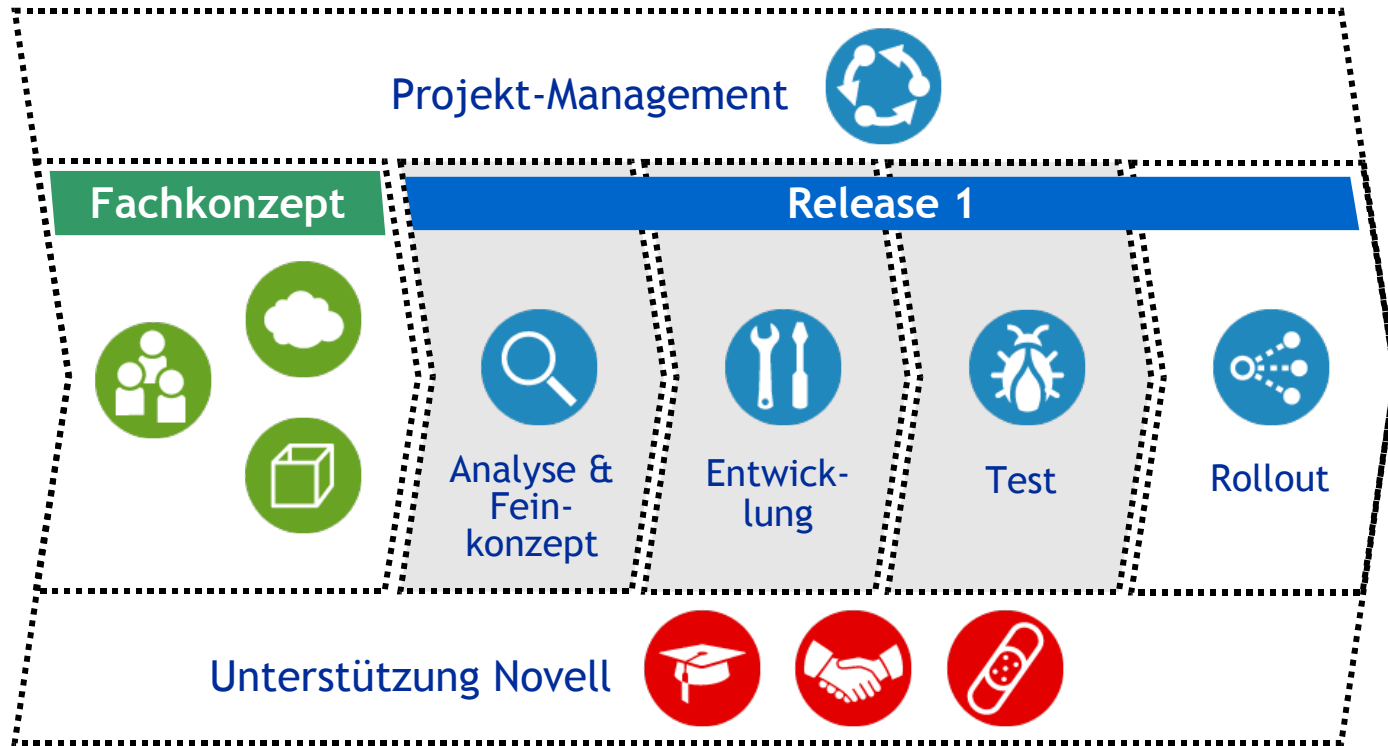 Projekt-Management
Fachkonzept
Release 1
Analyse &
Fein-
konzept
Entwick-
lung
Test
Rollout
Unterstützung Novell